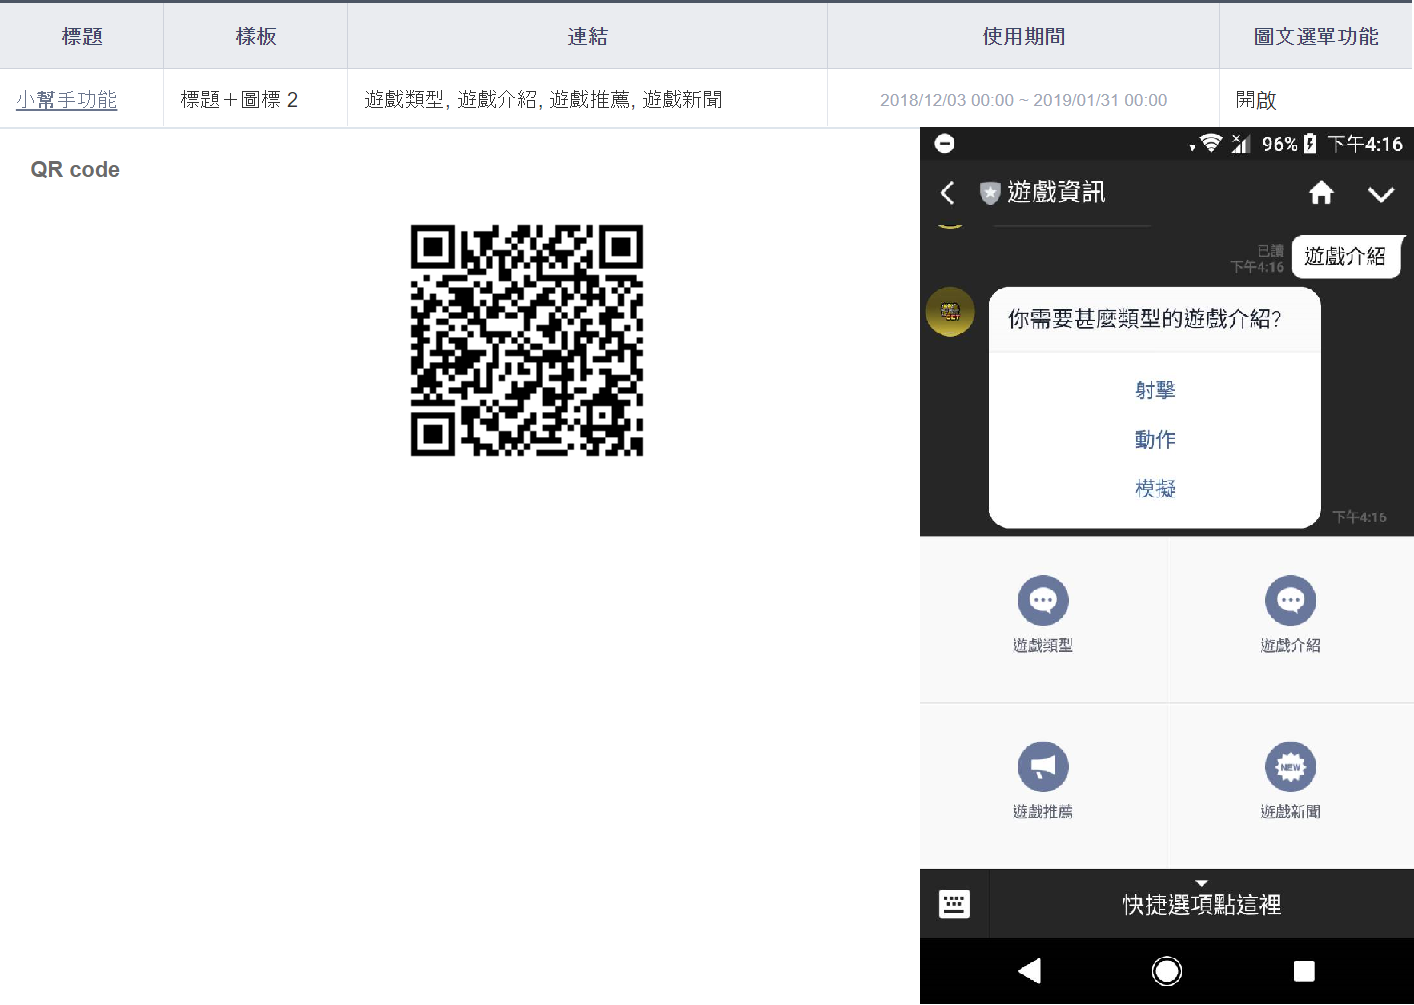 標題 樣板 連結 使用期間 圖文選單功能
小幫手功能 標題＋圖標 2 遊戲類型, 遊戲介紹, 遊戲推薦, 遊戲新聞 2018/12/03 00:00 ~ 2019/01/31 00:00 開啟
QR code
96% 下午4:16
遊戲資訊
已讀
下午4:16
遊戲介紹
你需要甚麼類型的遊戲介紹?
射擊
動作
模擬
下午4:16
遊戲類型 遊戲介紹
NEW
遊戲推薦 遊戲新聞
快捷選項點這裡